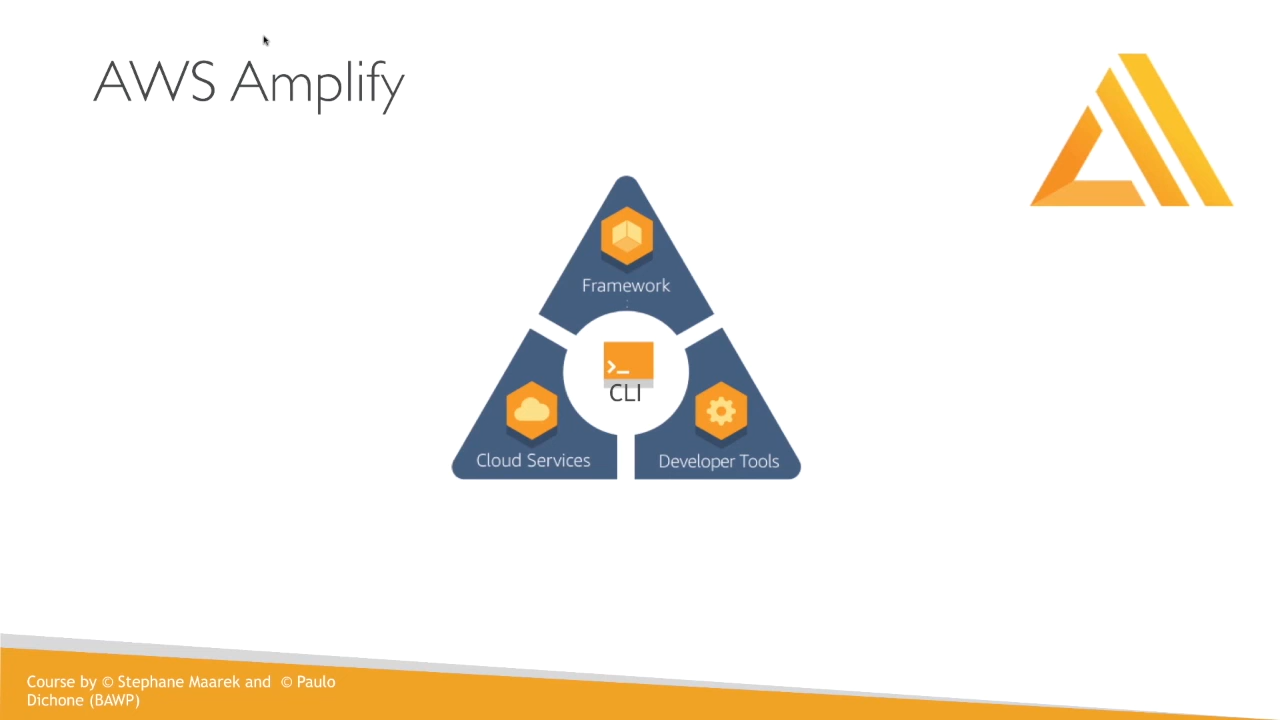 AWS Amplify
Framework
>_
CLI
Cloud Services
Developer Tools
Course by © Stephane Maarek and © Paulo
Dichone (BAWP)